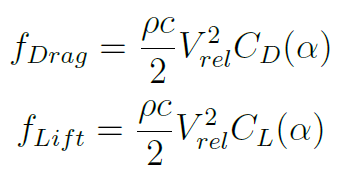 f_{Drag} = \frac{\rho c}{2} V_{rel}^2 C_D(\alpha)
f_{Lift} = \frac{\rho c}{2} V_{rel}^2 C_L(\alpha)